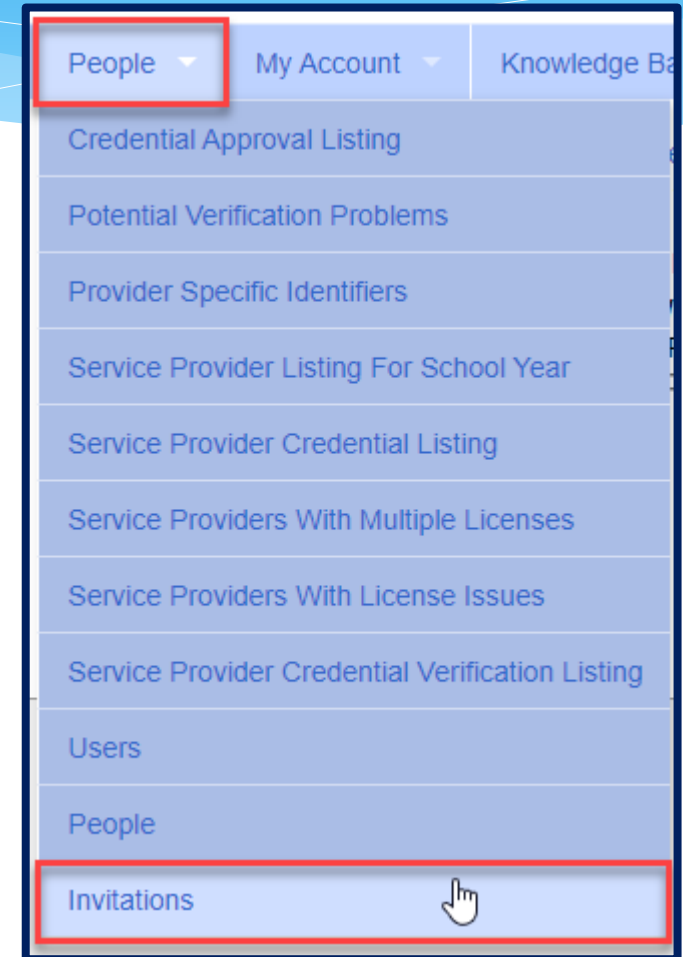 People My Account Knowledge Ba
Credential Approval Listing
Potential Verification Problems
Provider Specific Identifiers
Service Provider Listing For School Year
Service Provider Credential Listing
Service Providers With Multiple Licenses
Service Providers With License Issues
Service Provider Credential Verification Listing
Users
People
Invitations